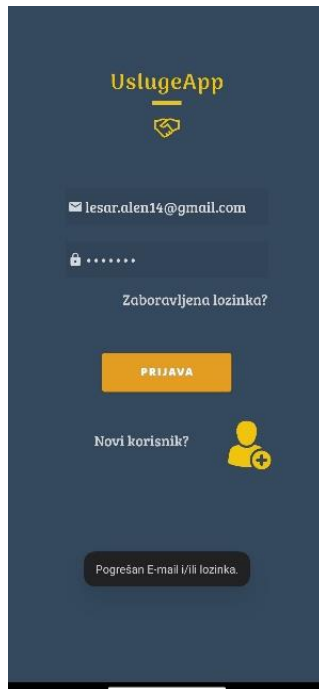 UslugeApp
lesar.alen14@gmail.com
•••••••
Zaboravljena lozinka?
PRIJAVA
Novi korisnik?
Pogrešan E-mail i/ili lozinka.